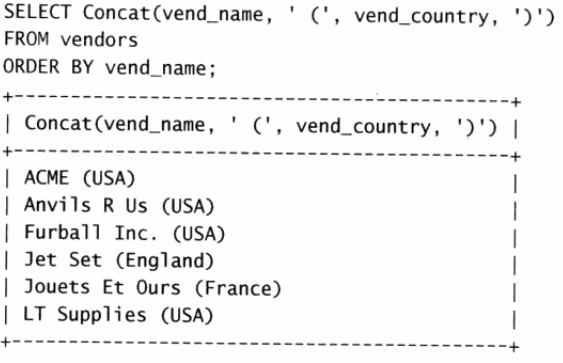 SELECT Concat(vend_name, ' (', vend_country, ')')
FROM vendors
ORDER BY vend_name;
+-------------------------------------------+
| Concat(vend_name, ' (', vend_country, ')') |
+-------------------------------------------+
| ACME (USA) |
| Anvils R Us (USA) |
| Furball Inc. (USA) |
| Jet Set (England) |
| Jouets Et Ours (France) |
| LT Supplies (USA) |
+-------------------------------------------+